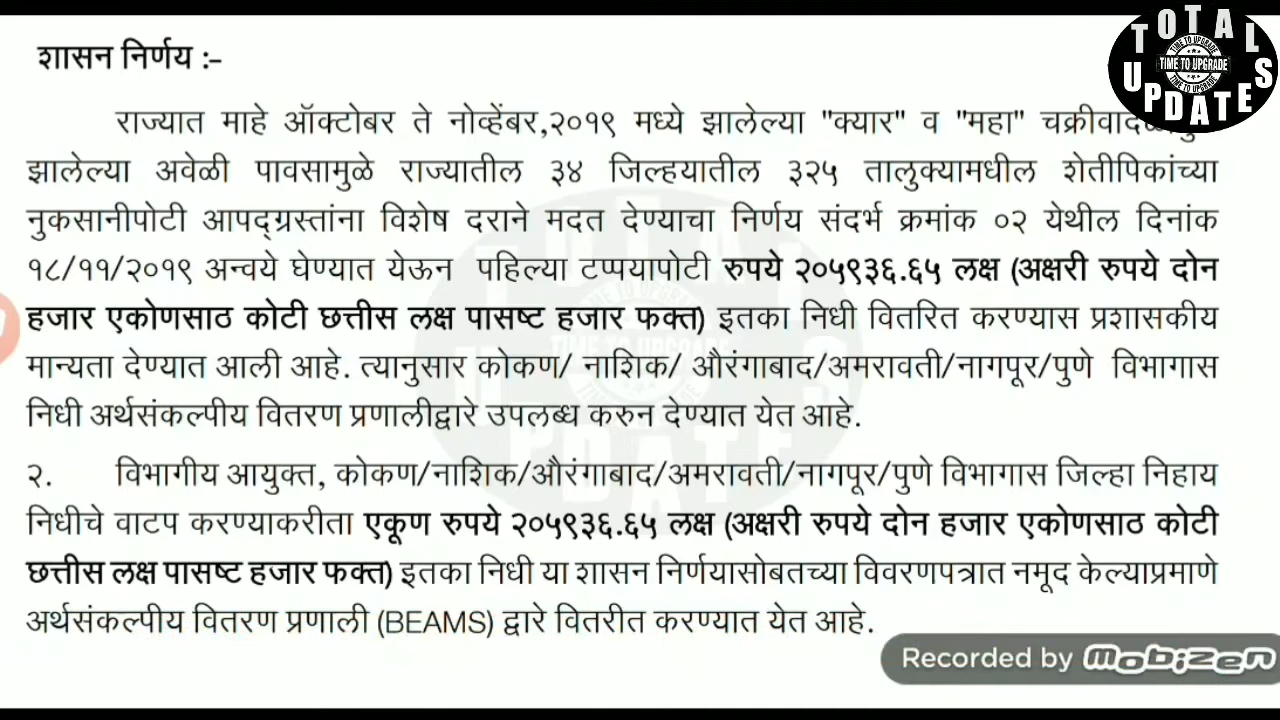 शासन निर्णय :-
राज्यात माहे ऑक्टोबर ते नोव्हेंबर,२०१९ मध्ये झालेल्या "क्यार" व "महा"
झालेल्या अवेळी पावसामुळे राज्यातील ३४ जिल्हयातील ३२५ तालुक्यामधील शेतीपिकांच्या
नुकसानीपोटी आपद्ग्रस्तांना विशेष दराने मदत देण्याचा निर्णय संदर्भ क्रमांक ०२ येथील दिनांक
१८/११/२०१९ अन्वये घेण्यात येऊन पहिल्या टप्पयापोटी रुपये २०५९३६.६५ लक्ष (अक्षरी रुपये दोन
हजार एकोणसाठ कोटी छत्तीस लक्ष पासष्ट हजार फक्त) इतका निधी वितरित करण्यास प्रशासकीय
मान्यता देण्यात आली आहे. त्यानुसार कोकण/ नाशिक/ औरंगाबाद/अमरावती/नागपूर/पुणे विभागास
निधी अर्थसंकल्पीय वितरण प्रणालीद्वारे उपलब्ध करुन देण्यात येत आहे.
२. विभागीय आयुक्त, कोकण/नाशिक/औरंगाबाद/अमरावती/नागपूर/पुणे विभागास जिल्हा निहाय
निधीचे वाटप करण्याकरीता एकूण रुपये २०५९३६.६५ लक्ष (अक्षरी रुपये दोन हजार एकोणसाठ कोटी
छत्तीस लक्ष पासष्ट हजार फक्त) इतका निधी या शासन निर्णयासोबतच्या विवरणपत्रात नमूद केल्याप्रमाणे
अर्थसंकल्पीय वितरण प्रणाली (BEAMS) द्वारे वितरीत करण्यात येत आहे.
TOTAL
TIME TO UPGRADE
UPDATES
Recorded by mobizen